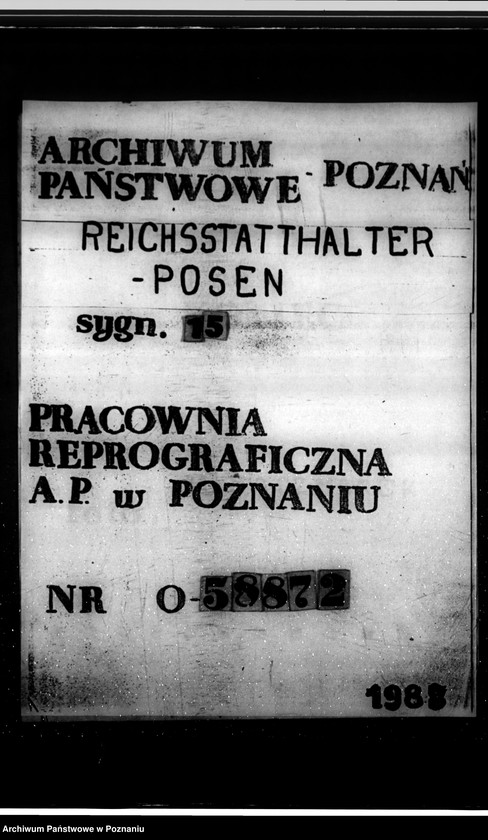 ARCHIWUM
PAŃSTWOWE - POZNAŃ
REICHSSTATTHALTER
-POSEN
sygn. 15
PRACOWNIA
REPROGRAFICZNA
A.P. w POZNANIU
NR O-58872
1988
Archiwum Państwowe w Poznaniu